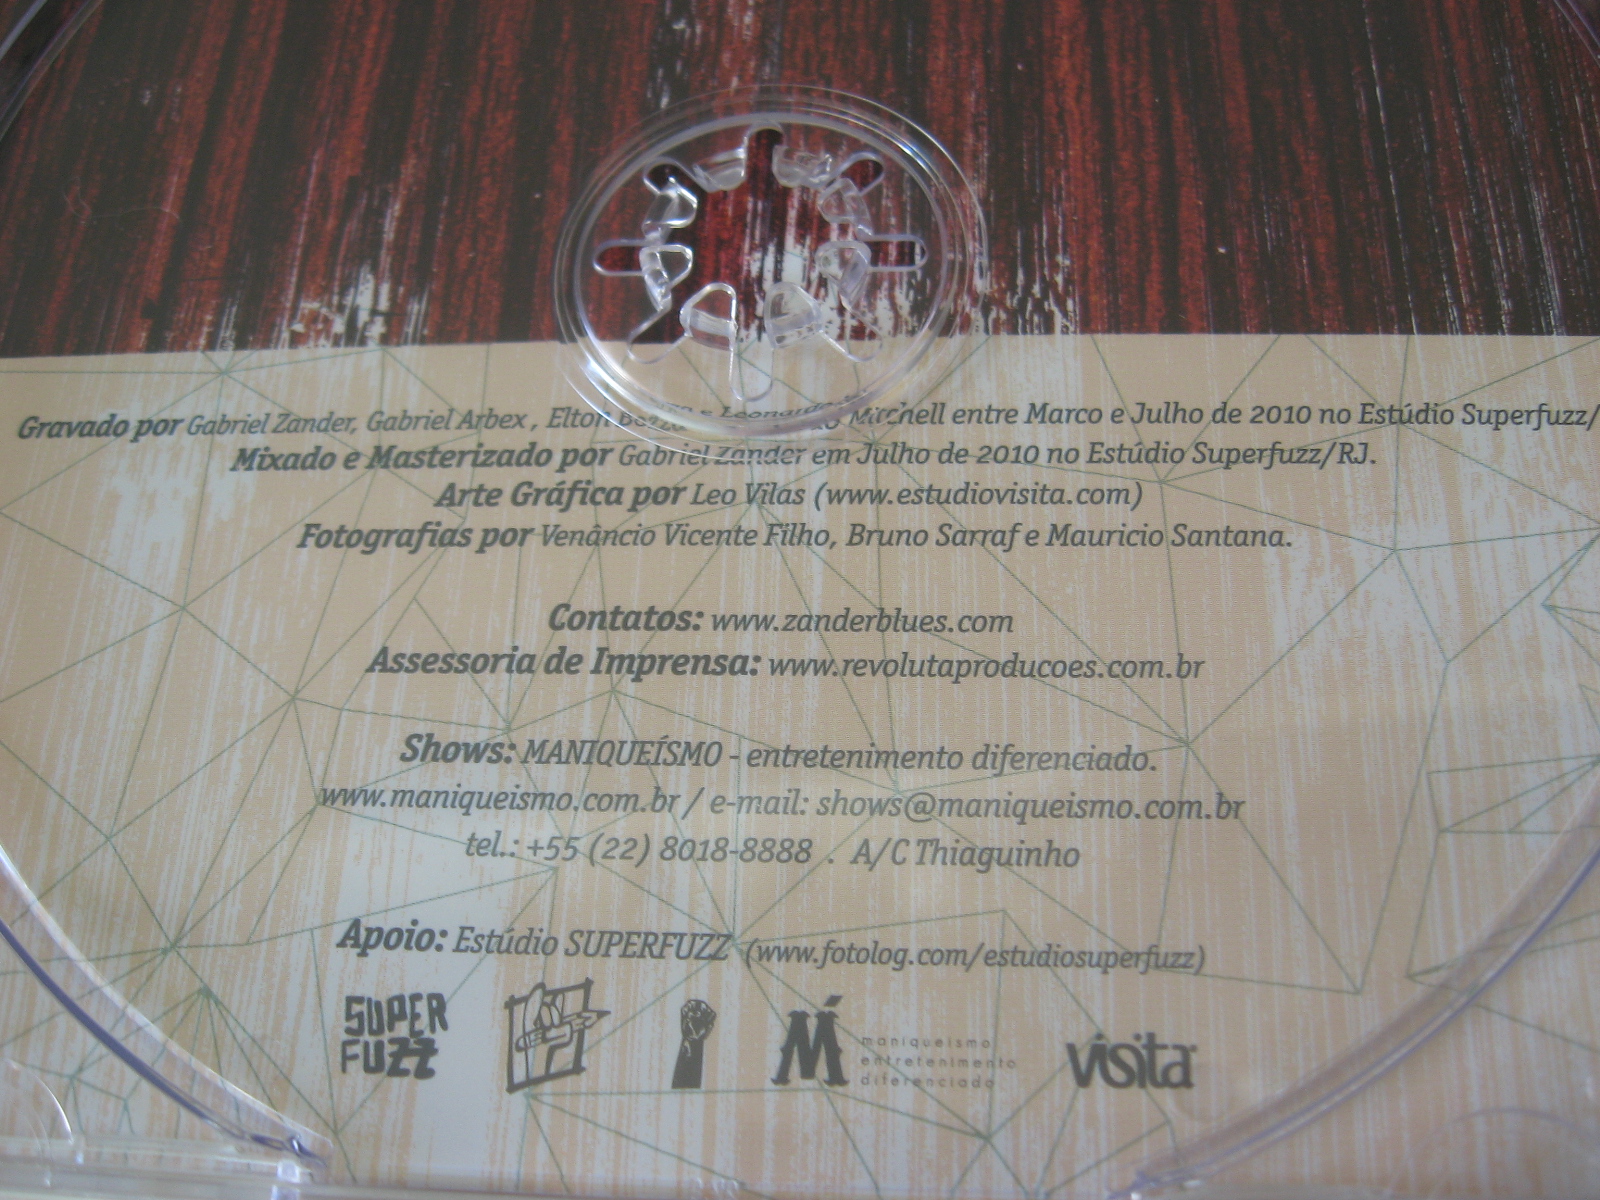 Gravado por Gabriel Zander, Gabriel Arbex , Elton e Leonardo Mitchell entre Marco e Julho de 2010 no Estúdio Superfuzz/
Mixado e Masterizado por Gabriel Zander em Julho de 2010 no Estúdio Superfuzz/RJ.
Arte Gráfica por Leo Vilas (www.estudiovisita.com)
Fotografias por Venâncio Vicente Filho, Bruno Sarraf e Mauricio Santana.
Contatos: www.zanderblues.com
Assessoria de Imprensa: www.revolutaproducoes.com.br
Shows: MANIQUEÍSMO - entretenimento diferenciado.
www.maniqueismo.com.br / e-mail: shows@maniqueismo.com.br
tel.: +55 (22) 8018-8888 . A/C Thiaguinho
Apoio: Estúdio SUPERFUZZ (www.fotolog.com/estudiosuperfuzz)
SUPER
FUZZ
Ḿ
maniqueismo
entretenimento
diferenciado
visita